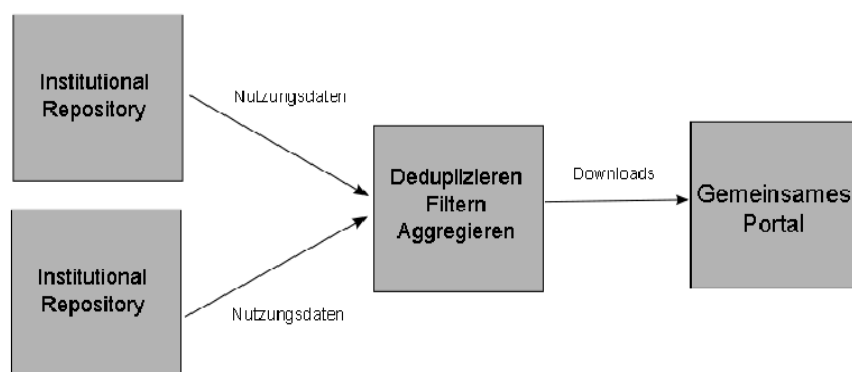 Institutional
Repository
Nutzungsdaten
Institutional
Repository
Nutzungsdaten
Deduplizieren
Filtern
Aggregieren
Downloads
Gemeinsames
Portal